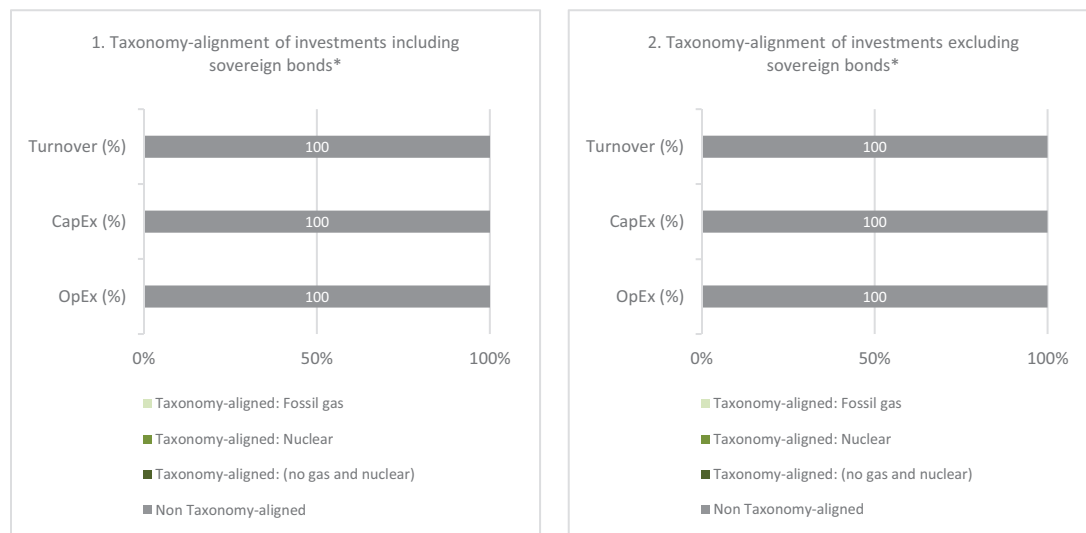 1. Taxonomy-alignment of investments including
sovereign bonds*
Turnover (%)
100
CapEx (%)
100
OpEx (%)
100
0%
50%
100%
Taxonomy-aligned: Fossil gas
Taxonomy-aligned: Nuclear
Taxonomy-aligned: (no gas and nuclear)
Non Taxonomy-aligned
2. Taxonomy-alignment of investments excluding
sovereign bonds*
Turnover (%)
100
CapEx (%)
100
OpEx (%)
100
0%
50%
100%
Taxonomy-aligned: Fossil gas
Taxonomy-aligned: Nuclear
Taxonomy-aligned: (no gas and nuclear)
Non Taxonomy-aligned